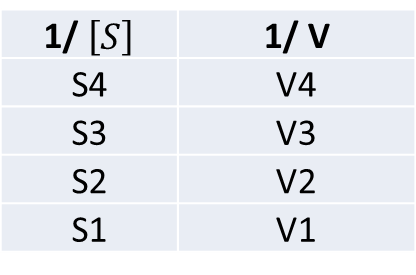 1/ [S] 1/ V
S4 V4
S3 V3
S2 V2
S1 V1